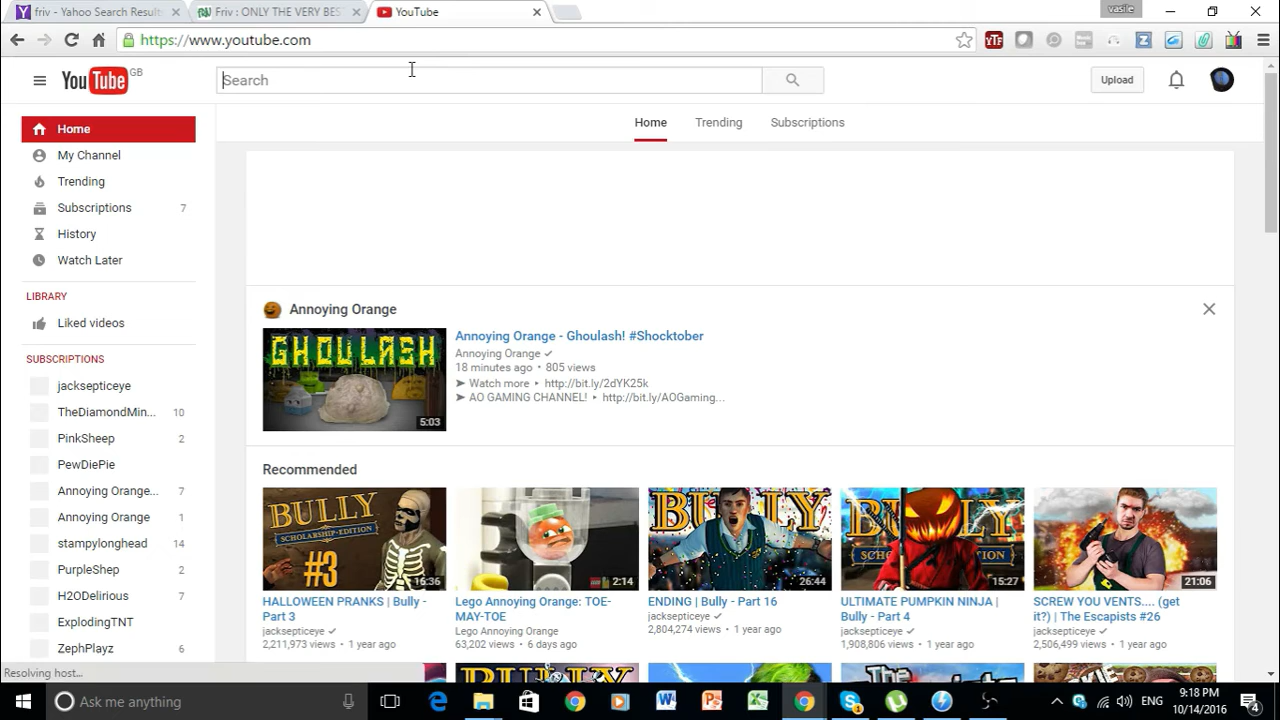 friv - Yahoo Search Result
Friv : ONLY THE VERY BES
YouTube
vasile
https://www.youtube.com
YouTube GB
Search
Upload
Home
My Channel
Trending
Subscriptions 7
History
Watch Later
LIBRARY
Liked videos
SUBSCRIPTIONS
jacksepticeye
TheDiamondMin... 10
PinkSheep 2
PewDiePie
Annoying Orange... 7
Annoying Orange 1
stampylonghead 14
PurpleShep 2
H2ODelirious 7
ExplodingTNT
ZephPlayz 6
Home Trending Subscriptions
Annoying Orange
GHOULASH
5:03
Annoying Orange - Ghoulash! #Shocktober
Annoying Orange
18 minutes ago • 805 views
➤ Watch more ▸ http://bit.ly/2dYK25k
➤ AO GAMING CHANNEL! ▸ http://bit.ly/AOGaming...
Recommended
BULLY
SCHOLARSHIP-EDITION
#3
16:36
HALLOWEEN PRANKS | Bully -
Part 3
jacksepticeye
2,211,973 views • 1 year ago
2:14
Lego Annoying Orange: TOE-
MAY-TOE
Lego Annoying Orange
63,202 views • 6 days ago
BULLY
26:44
ENDING | Bully - Part 16
jacksepticeye
2,804,274 views • 1 year ago
BULLY
15:27
ULTIMATE PUMPKIN NINJA |
Bully - Part 4
jacksepticeye
1,908,806 views • 1 year ago
21:06
SCREW YOU VENTS.... (get
it?) | The Escapists #26
jacksepticeye
2,506,499 views • 1 year ago
Resolving host...
Ask me anything
ENG
9:18 PM
10/14/2016
4